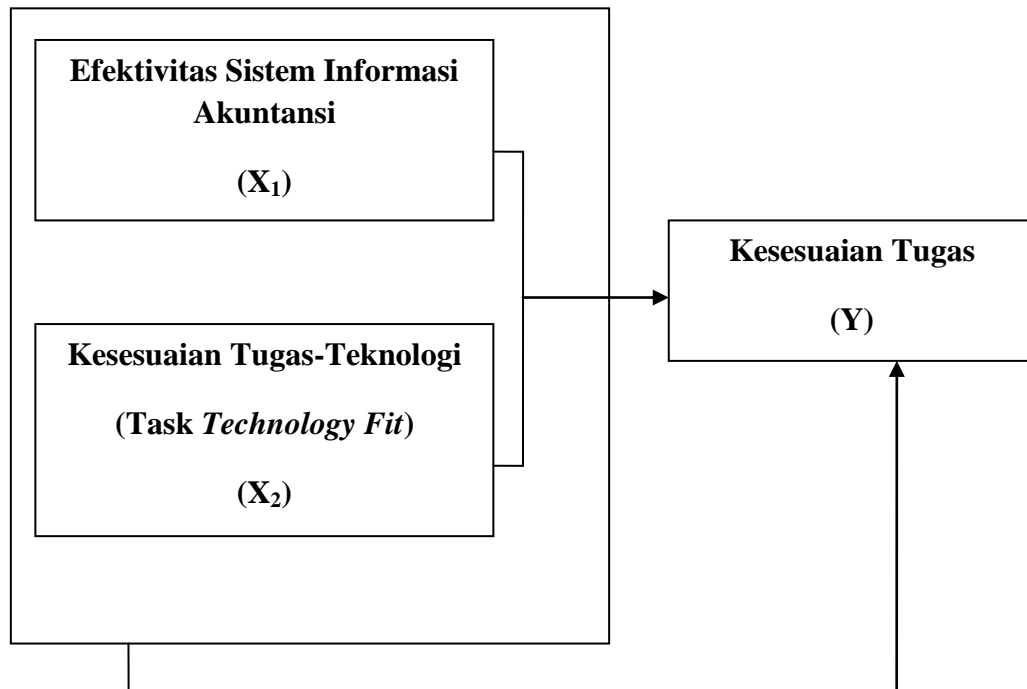 Efektivitas Sistem Informasi
Akuntansi
(X₁)
Kesesuaian Tugas-Teknologi
(Task Technology Fit)
(X₂)
Kesesuaian Tugas
(Y)